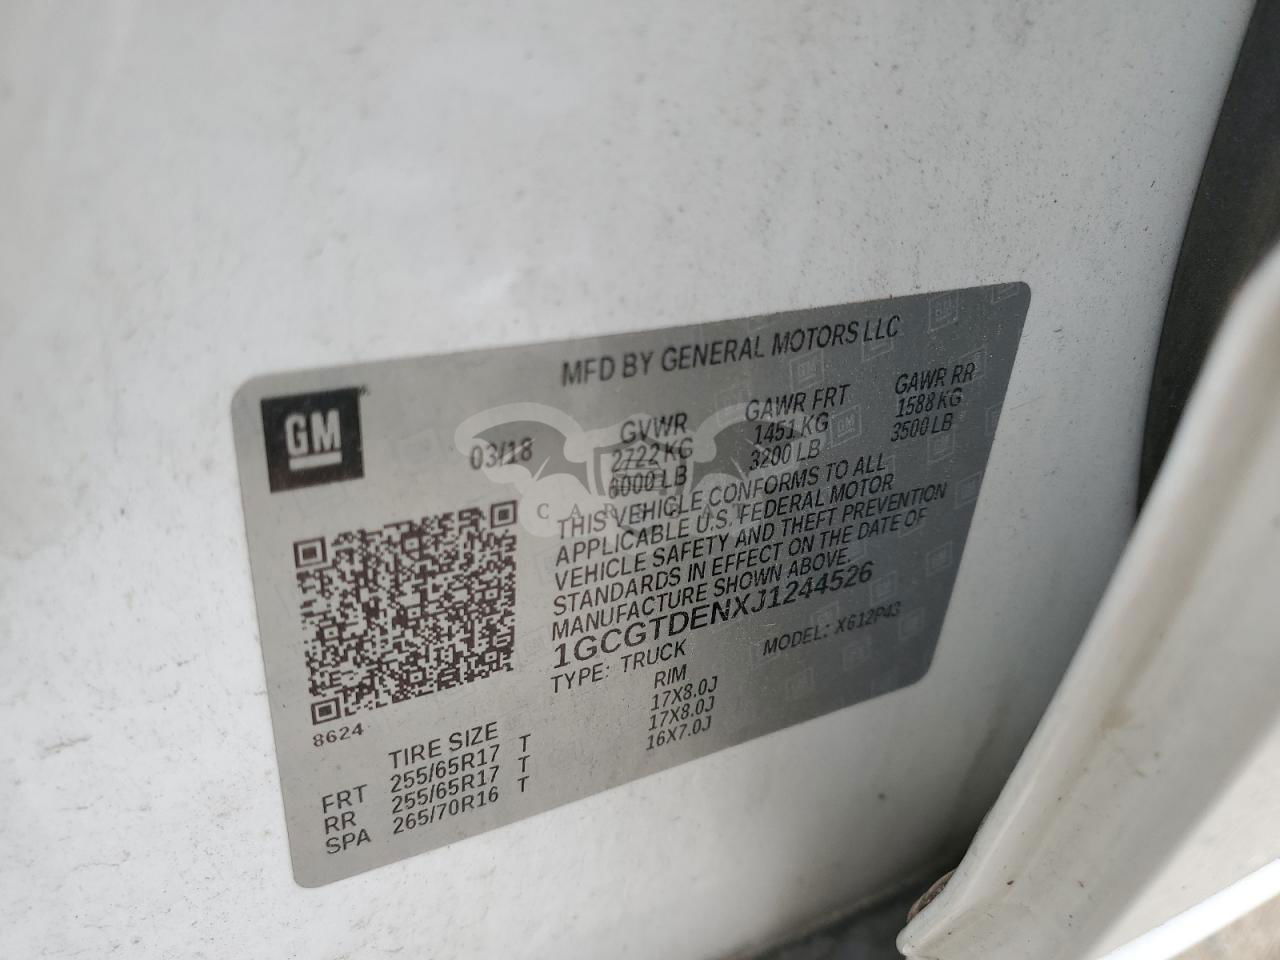 MFD BY GENERAL MOTORS LLC
GM
03/18
GVWR GAWR FRT GAWR RR
2722 KG 1451 KG 1588 KG
6000 LB 3200 LB 3500 LB
THIS VEHICLE CONFORMS TO ALL
APPLICABLE U.S. FEDERAL MOTOR
VEHICLE SAFETY AND THEFT PREVENTION
STANDARDS IN EFFECT ON THE DATE OF
MANUFACTURE SHOWN ABOVE.
1GCGTDENXJ1244526
TYPE: TRUCK MODEL: X612P43
8624
TIRE SIZE RIM
FRT 255/65R17 T 17X8.0J
RR 255/65R17 T 17X8.0J
SPA 265/70R16 T 16X7.0J